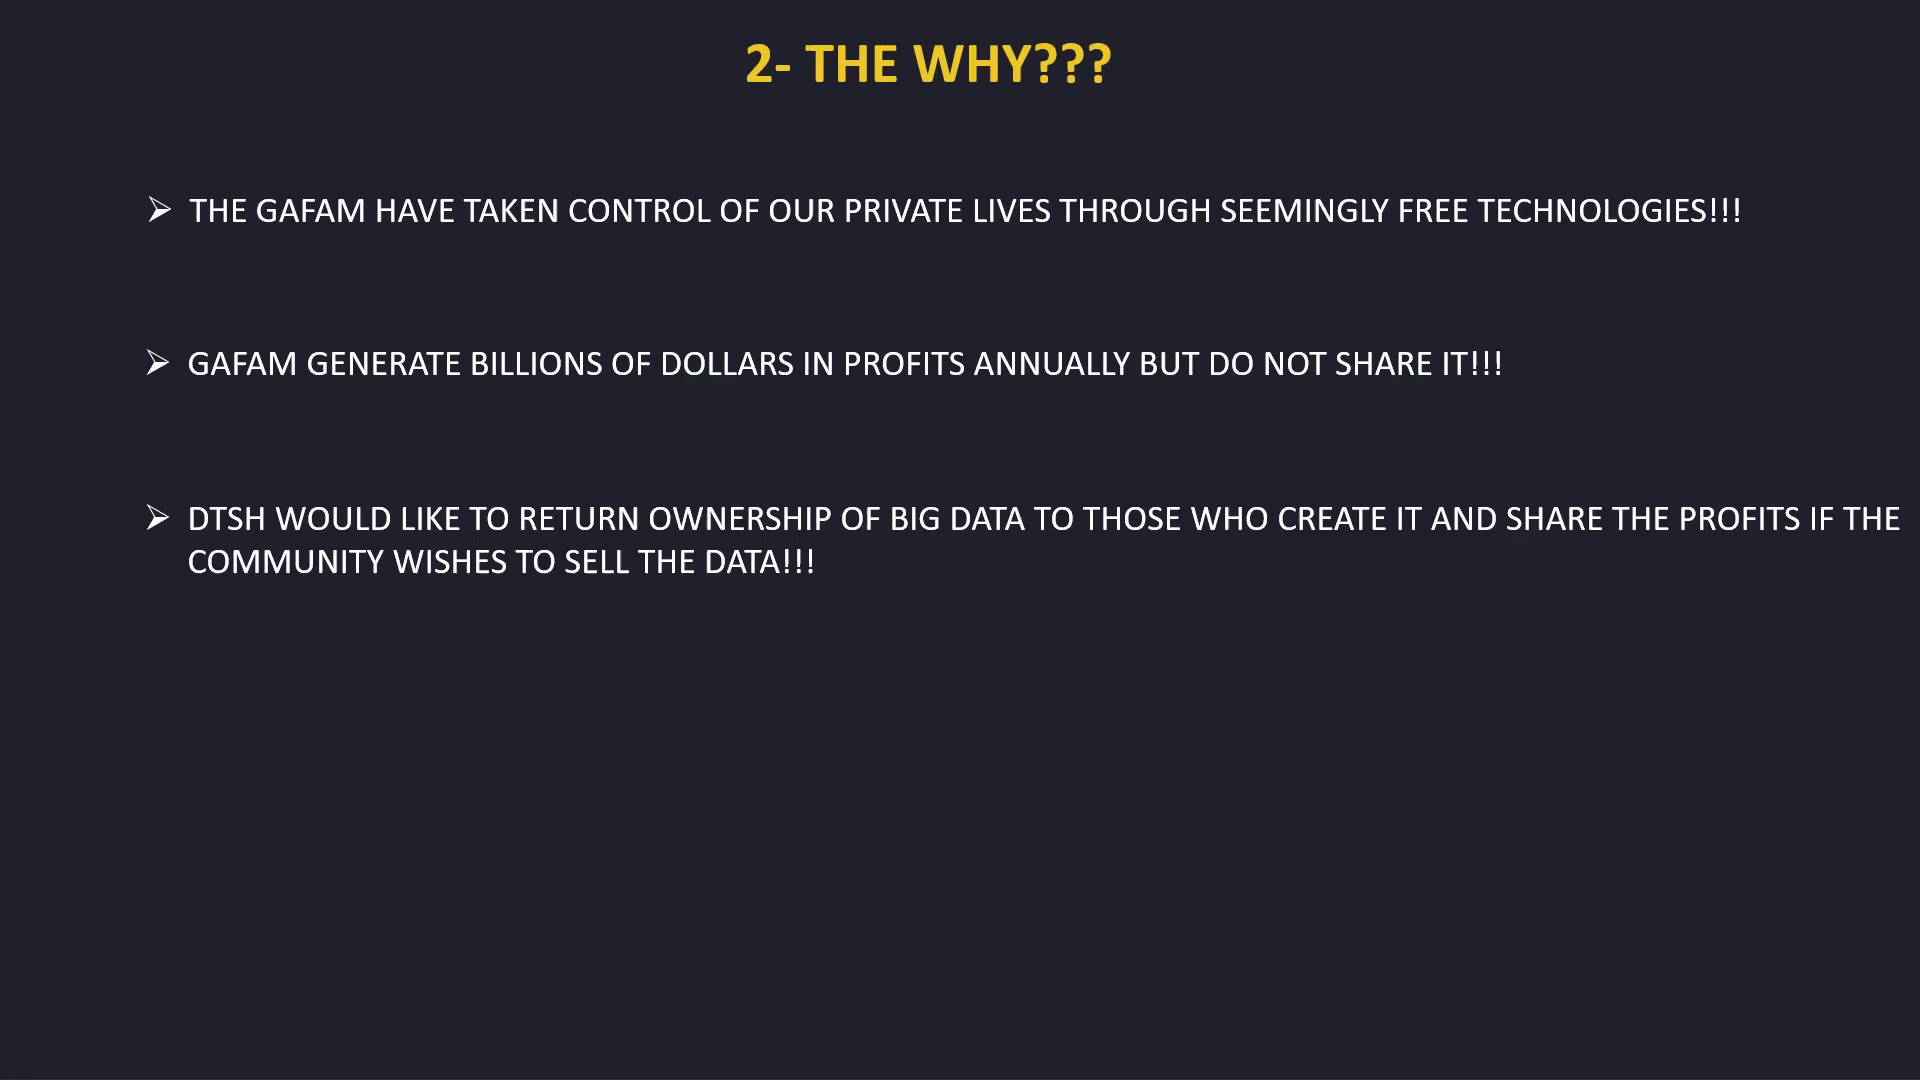 2- THE WHY???
➢ THE GAFAM HAVE TAKEN CONTROL OF OUR PRIVATE LIVES THROUGH SEEMINGLY FREE TECHNOLOGIES!!!
➢ GAFAM GENERATE BILLIONS OF DOLLARS IN PROFITS ANNUALLY BUT DO NOT SHARE IT!!!
➢ DTSH WOULD LIKE TO RETURN OWNERSHIP OF BIG DATA TO THOSE WHO CREATE IT AND SHARE THE PROFITS IF THE
COMMUNITY WISHES TO SELL THE DATA!!!